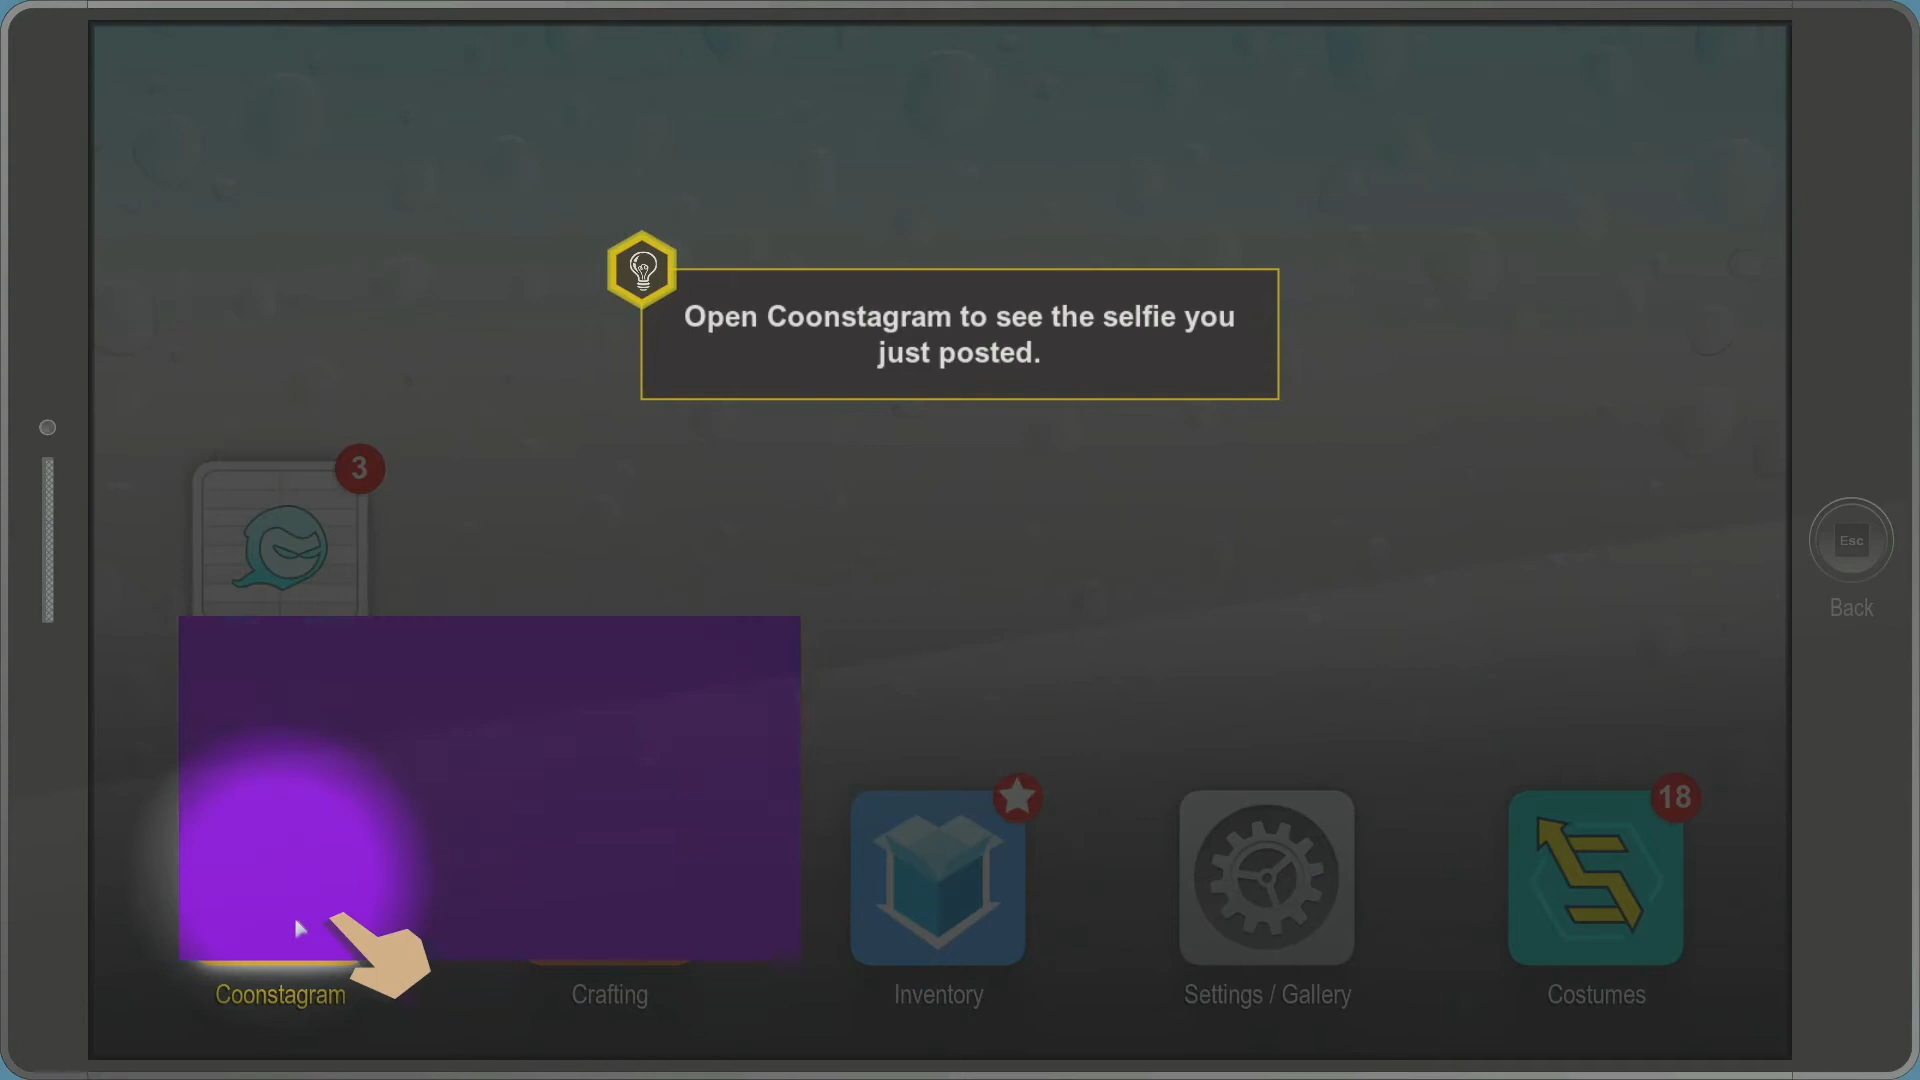 Open Coonstagram to see the selfie you
just posted.
3
Esc
Back
18
Coonstagram
Crafting
Inventory
Settings / Gallery
Costumes